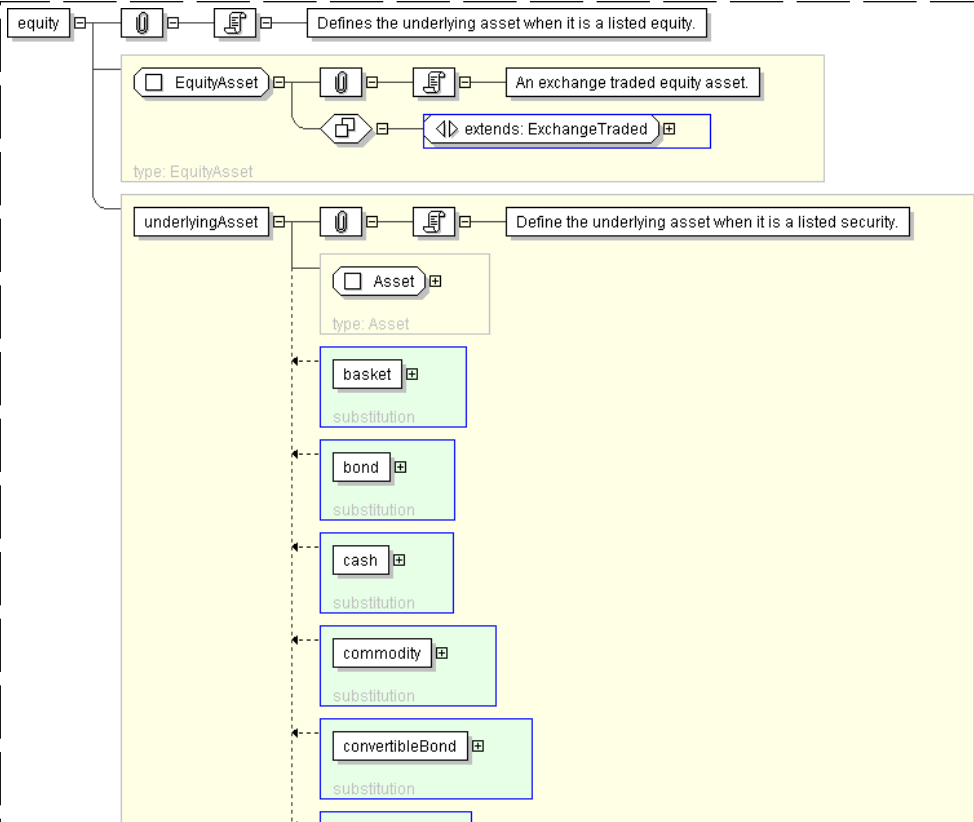 equity
Defines the underlying asset when it is a listed equity.
EquityAsset
An exchange traded equity asset.
extends: ExchangeTraded
type: EquityAsset
underlyingAsset
Define the underlying asset when it is a listed security.
Asset
type: Asset
basket
substitution
bond
substitution
cash
substitution
commodity
substitution
convertibleBond
substitution